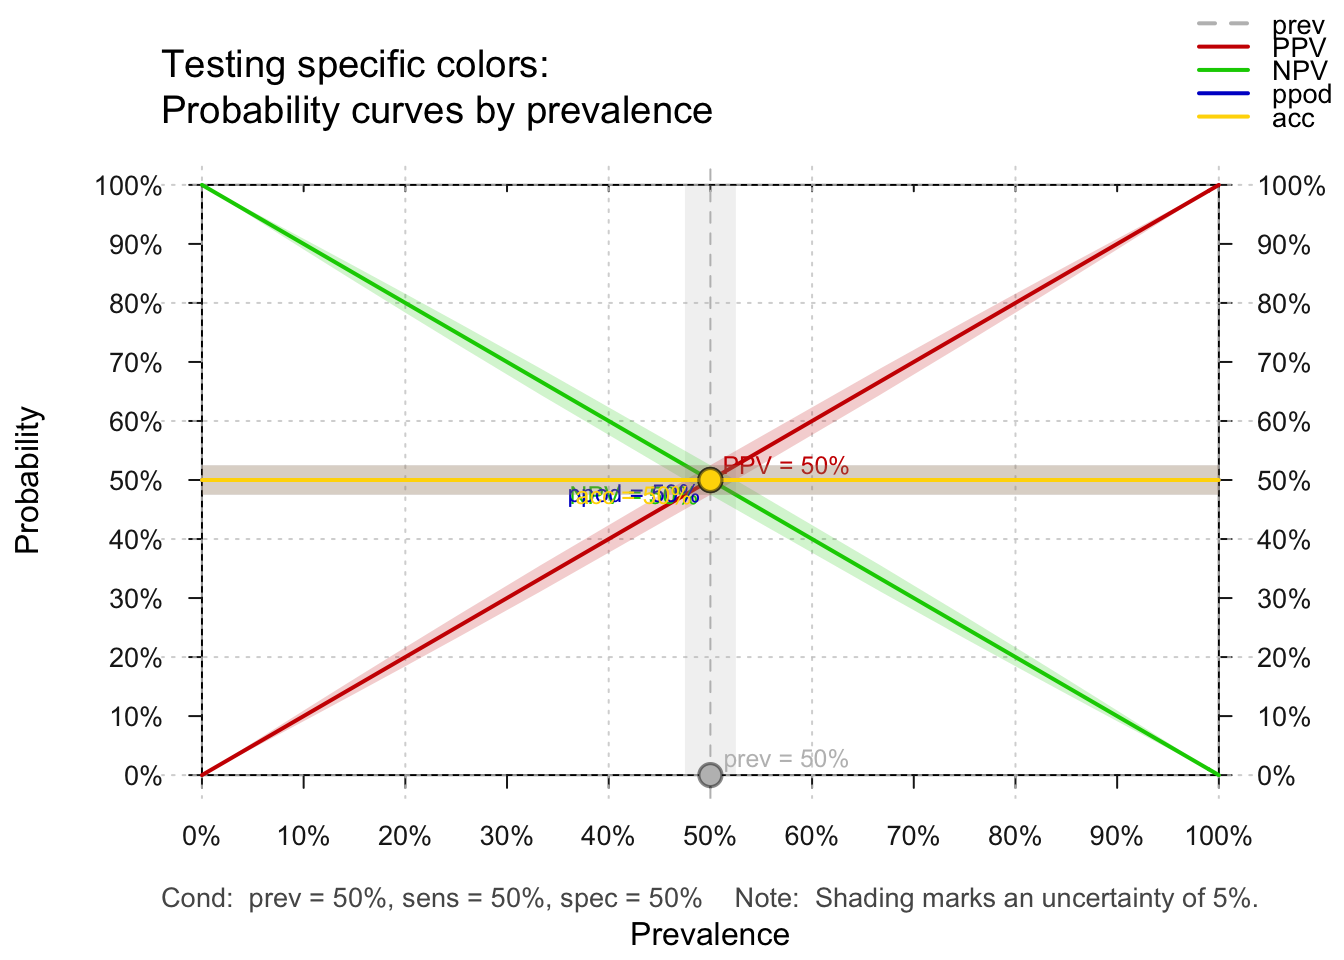 prev
PPV
NPV
ppod
acc
Testing specific colors:
Probability curves by prevalence
100% 100%
90% 90%
80% 80%
70% 70%
60% 60%
PPV = 50%
50% 50%
ppod = 50%
40% 40%
30% 30%
20% 20%
10% 10%
prev = 50%
0% 0%
0% 10% 20% 30% 40% 50% 60% 70% 80% 90% 100%
Probability
Cond:  prev = 50%, sens = 50%, spec = 50% Note:  Shading marks an uncertainty of 5%.
Prevalence